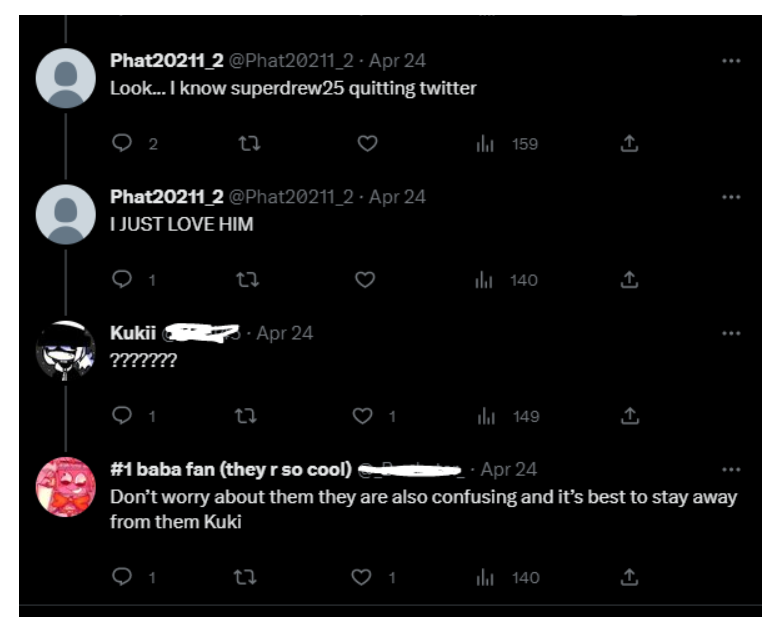 Phat20211_2 @Phat20211_2 · Apr 24
Look... I know superdrew25 quitting twitter
2 159
Phat20211_2 @Phat20211_2 · Apr 24
I JUST LOVE HIM
1 140
Kukii · Apr 24
???????
1 1 149
#1 baba fan (they r so cool) · Apr 24
Don't worry about them they are also confusing and it's best to stay away
from them Kuki
1 1 140